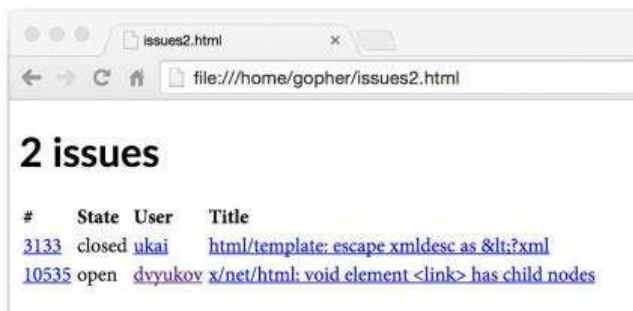 issues2.html
file:///home/gopher/issues2.html
2 issues
# State User Title
3133 closed ukai html/template: escape xmldesc as &lt;?xml
10535 open dvyukov x/net/html: void element <link> has child nodes